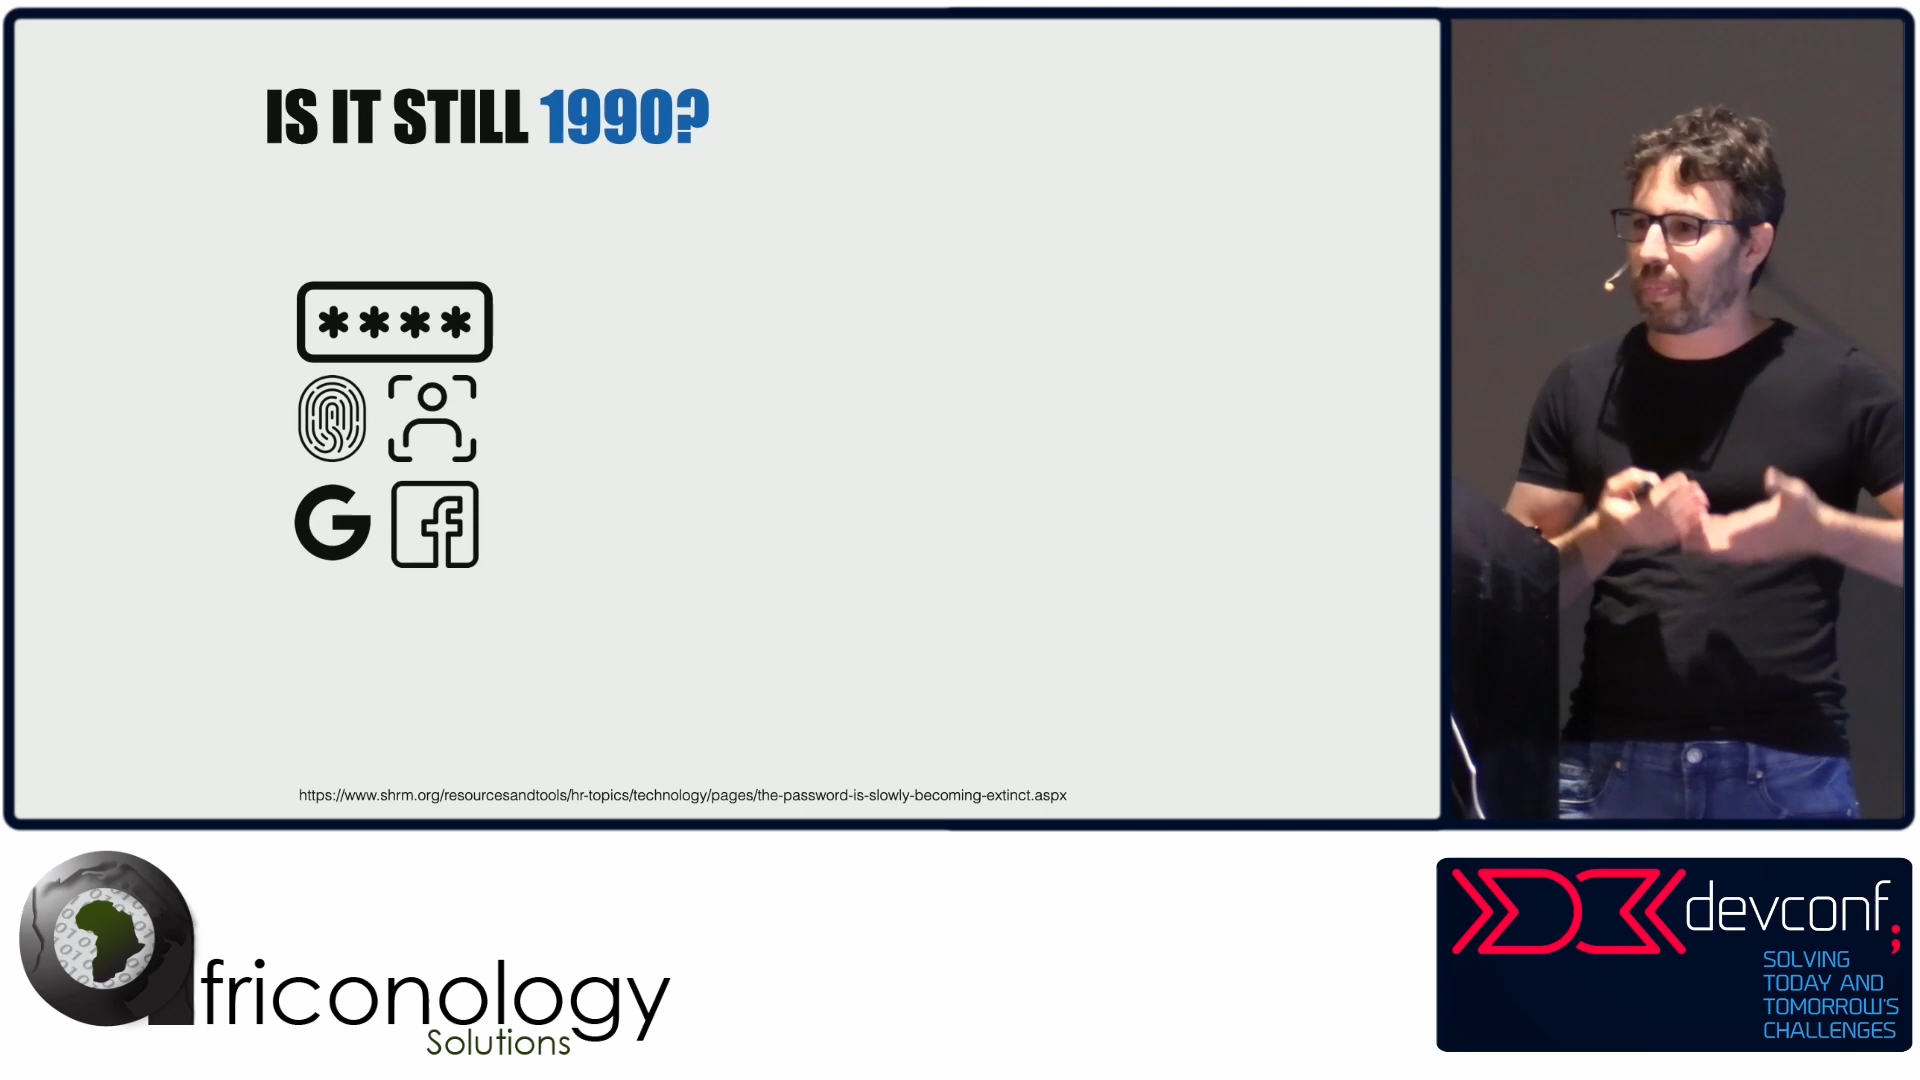 IS IT STILL 1990?
****
G f
https://www.shrm.org/resourcesandtools/hr-topics/technology/pages/the-password-is-slowly-becoming-extinct.aspx
africonology
Solutions
devconf;
SOLVING
TODAY AND
TOMORROW'S
CHALLENGES